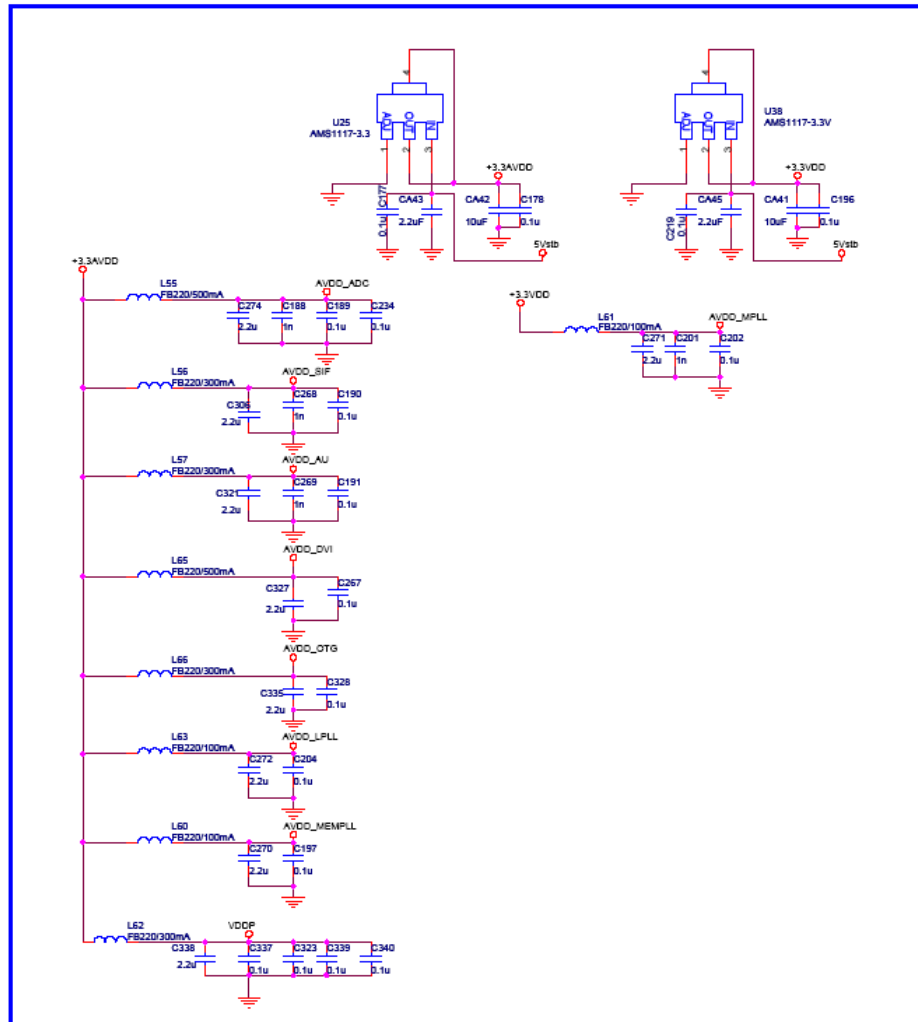 4
ADJ
OUT
IN
U25
AMS1117-3.3
1
2
3
+3.3AVDD
C177
0.1u
CA43
2.2uF
CA42
10uF
C178
0.1u
5Vstb
4
ADJ
OUT
IN
U38
AMS1117-3.3V
1
2
3
+3.3VDD
C219
0.1u
CA45
2.2uF
CA41
10uF
C196
0.1u
5Vstb
+3.3AVDD
L55
FB220/500mA
AVDD_ADC
C274
2.2u
C188
1n
C189
0.1u
C234
0.1u
+3.3VDD
L61
FB220/100mA
AVDD_MPLL
C271
2.2u
C201
1n
C202
0.1u
L56
FB220/300mA
AVDD_SIF
C306
2.2u
C268
1n
C190
0.1u
L57
FB220/300mA
AVDD_AU
C321
2.2u
C269
1n
C191
0.1u
L65
FB220/500mA
AVDD_DVI
C327
2.2u
C267
0.1u
L66
FB220/300mA
AVDD_OTG
C335
2.2u
C328
0.1u
L63
FB220/100mA
AVDD_LPLL
C272
2.2u
C204
0.1u
L60
FB220/100mA
AVDD_MEMPLL
C270
2.2u
C197
0.1u
L62
FB220/300mA
VDDP
C338
2.2u
C337
0.1u
C323
0.1u
C339
0.1u
C340
0.1u